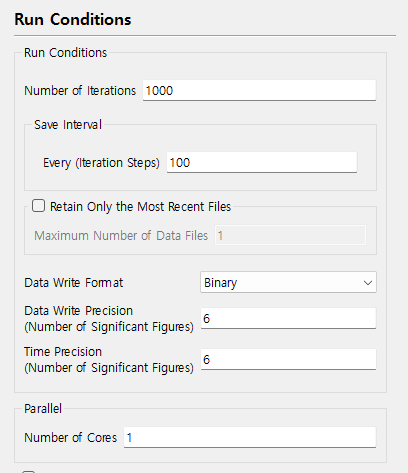 Run Conditions
Run Conditions
Number of Iterations 1000
Save Interval
Every (Iteration Steps) 100
Retain Only the Most Recent Files
Maximum Number of Data Files 1
Data Write Format Binary
Data Write Precision
(Number of Significant Figures) 6
Time Precision
(Number of Significant Figures) 6
Parallel
Number of Cores 1